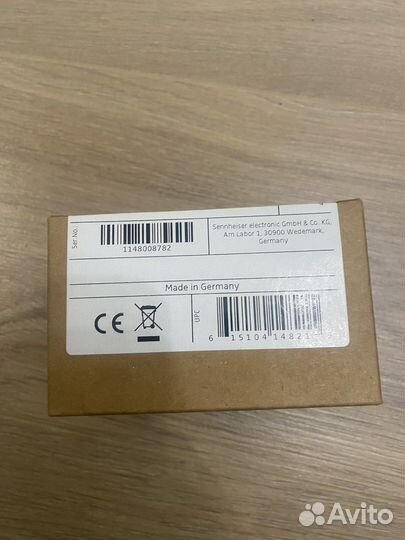 Ser.No.:
1148008782
Sennheiser electronic GmbH & Co. KG,
Am Labor 1, 30900 Wedemark,
Germany
Made in Germany
CE
UPC
6 15104 14821
Avito